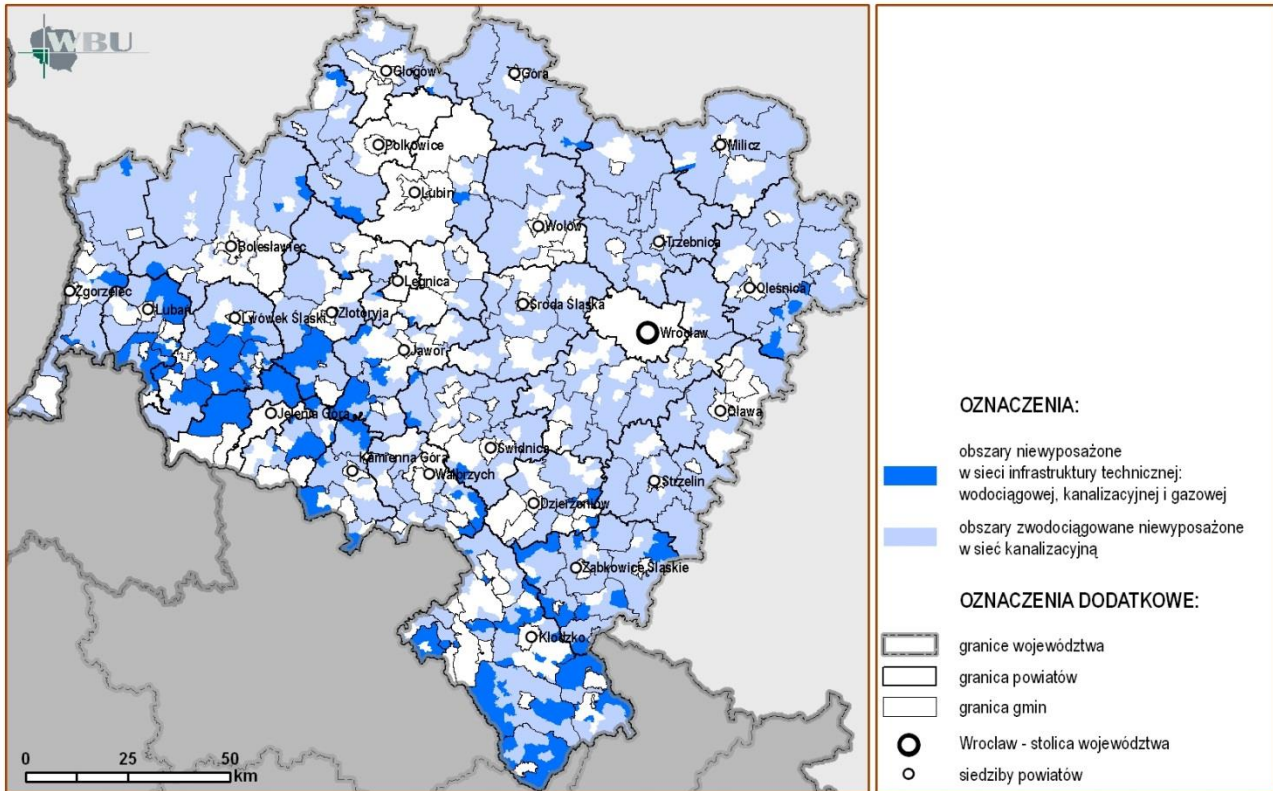 WBU
Głogów
Góra
Polkowice
Milicz
Lubin
Wołów
Trzebnica
Bolesławiec
Legnica
Oleśnica
Zgorzelec
Lubań
Lwówek Śląski
Złotoryja
Środa Śląska
Wrocław
Jawor
Jelenia Góra
Oława
Świdnica
Kamienna Góra
Wałbrzych
Strzelin
Dzierżoniów
Ząbkowice Śląskie
Kłodzko
0 25 50
km
OZNACZENIA:
obszary niewyposażone
w sieci infrastruktury technicznej:
wodociągowej, kanalizacyjnej i gazowej
obszary zwodociągowane niewyposażone
w sieć kanalizacyjną
OZNACZENIA DODATKOWE:
granice województwa
granica powiatów
granica gmin
Wrocław - stolica województwa
siedziby powiatów